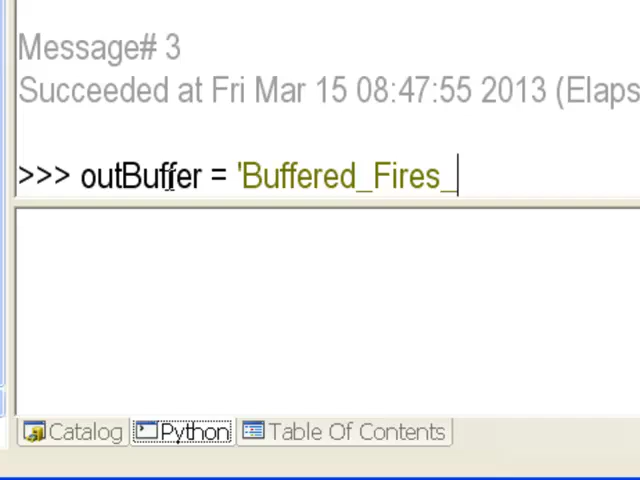 Message# 3
Succeeded at Fri Mar 15 08:47:55 2013 (Elaps
>>> outBuffer = 'Buffered_Fires_
Catalog Python Table Of Contents